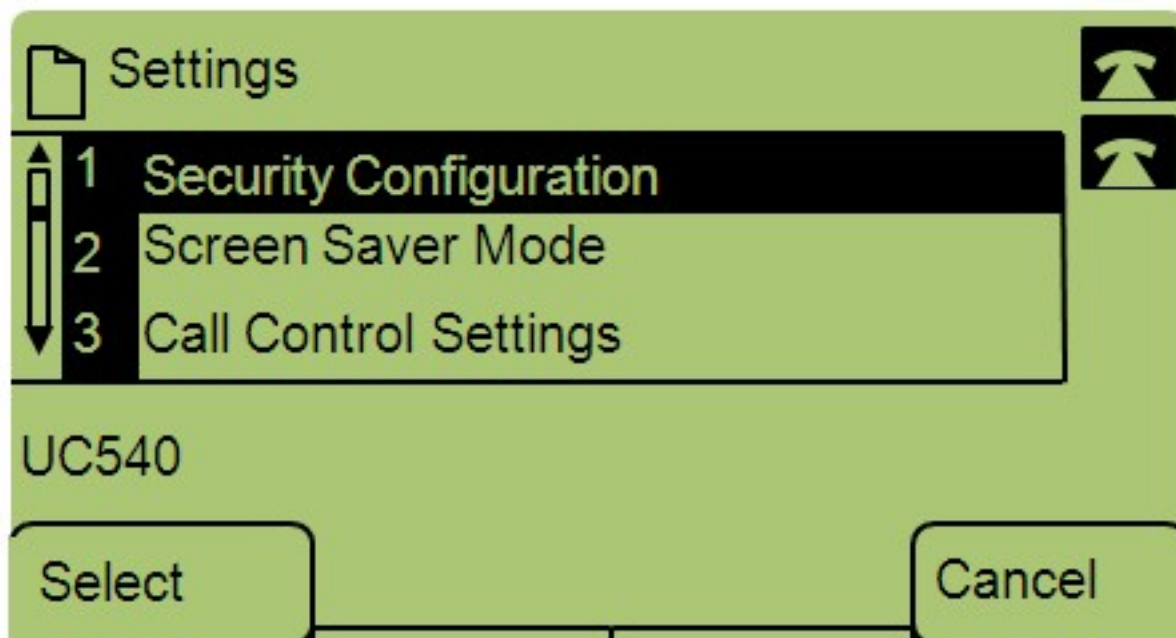 Settings
1 Security Configuration
2 Screen Saver Mode
3 Call Control Settings
UC540
Select Cancel